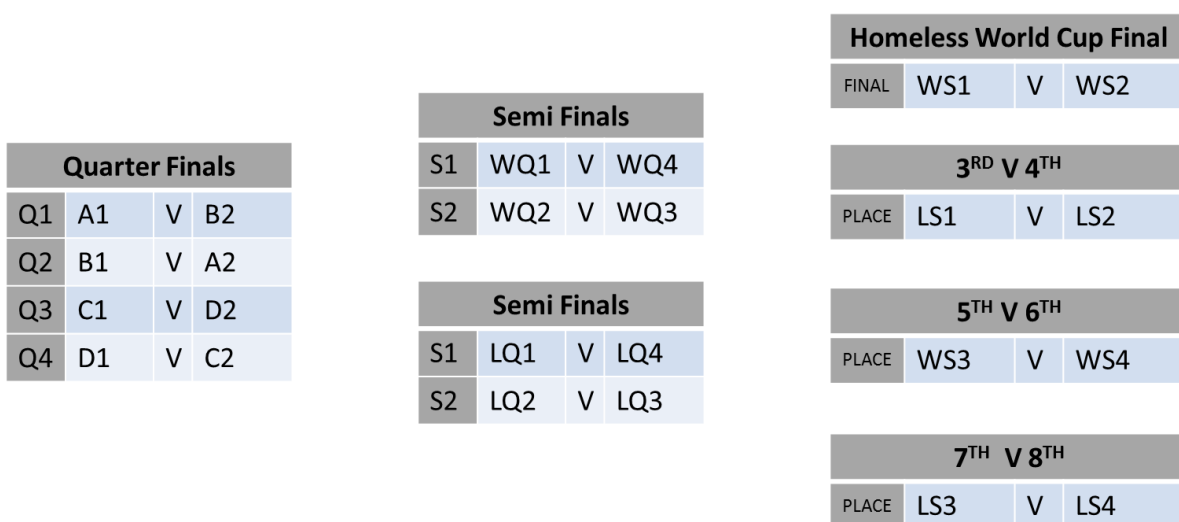 Quarter Finals
Q1 A1 V B2
Q2 B1 V A2
Q3 C1 V D2
Q4 D1 V C2
Semi Finals
S1 WQ1 V WQ4
S2 WQ2 V WQ3
Semi Finals
S1 LQ1 V LQ4
S2 LQ2 V LQ3
Homeless World Cup Final
FINAL WS1 V WS2
3RD V 4TH
PLACE LS1 V LS2
5TH V 6TH
PLACE WS3 V WS4
7TH V 8TH
PLACE LS3 V LS4